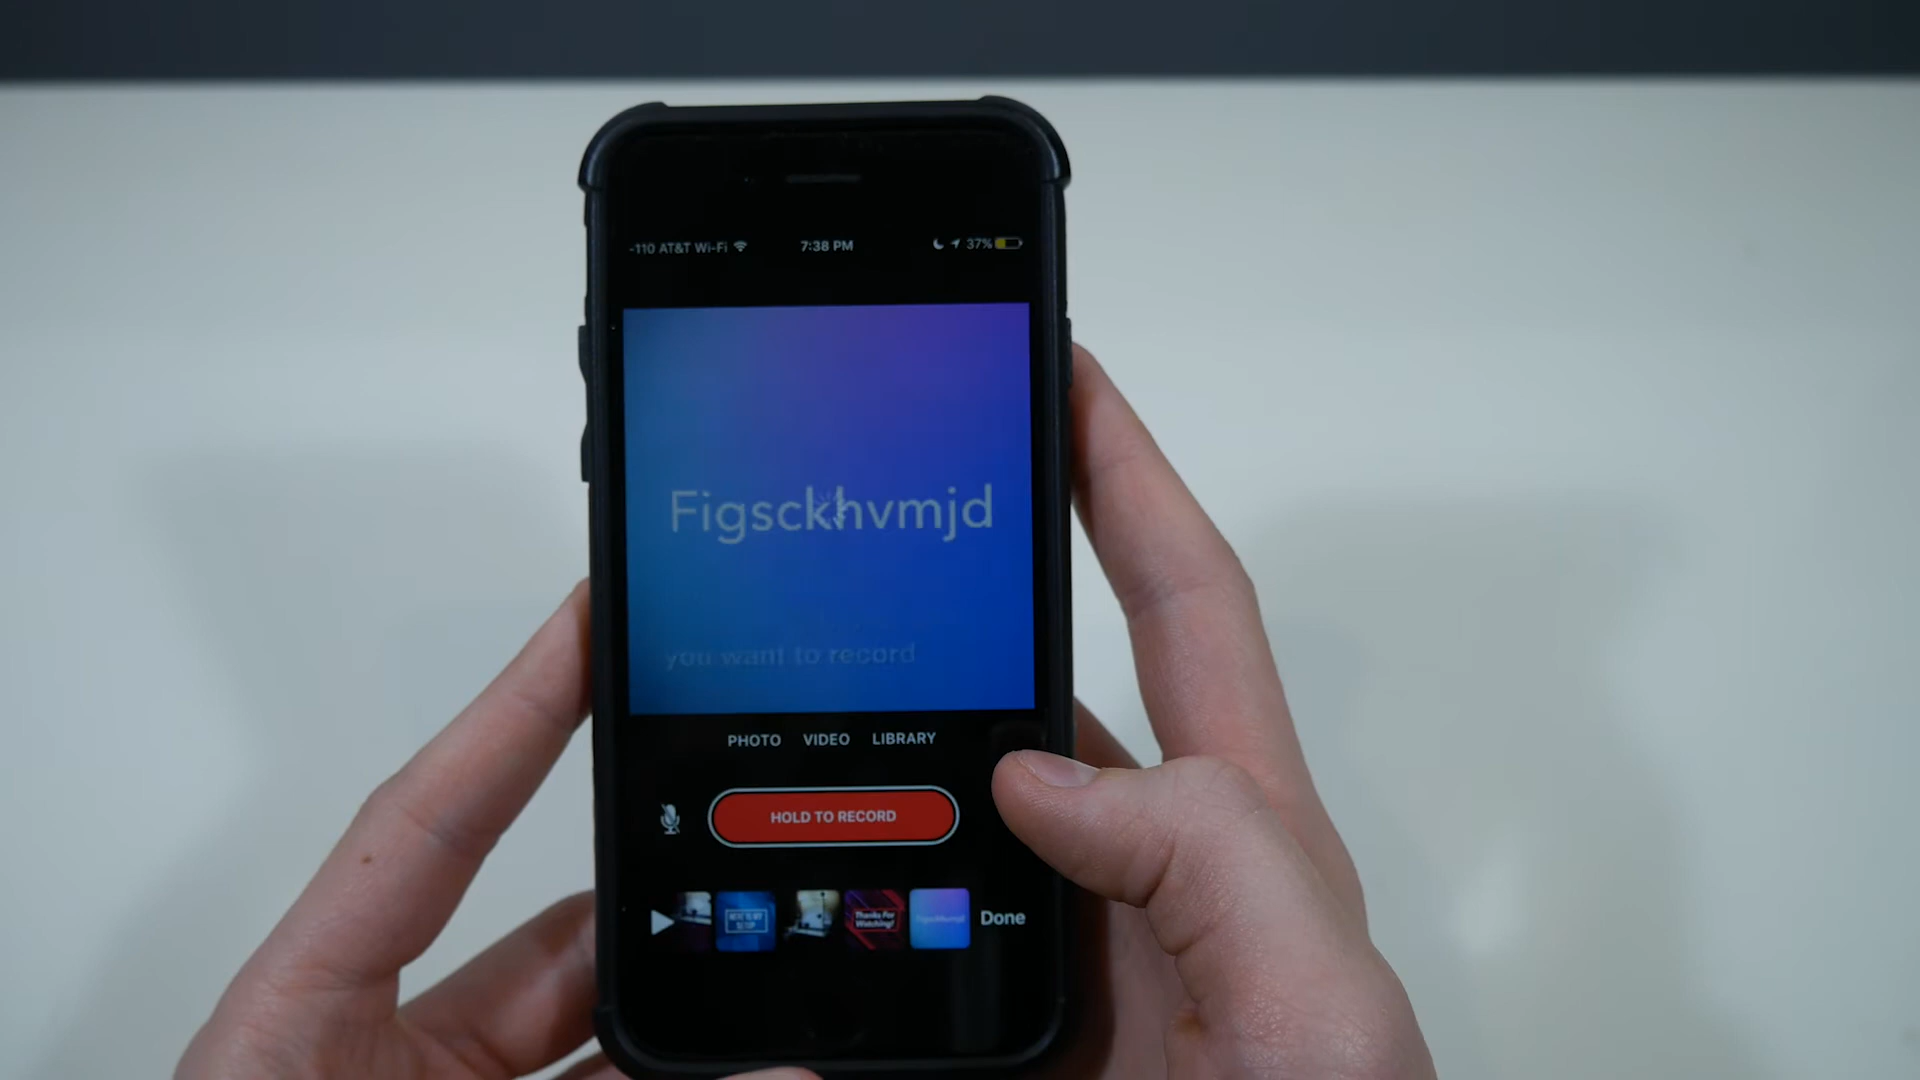 -110 AT&T Wi-Fi 7:38 PM 37%
Figsckhvmjd
you want to record
PHOTO VIDEO LIBRARY
HOLD TO RECORD
Thanks For
Watching!
Done